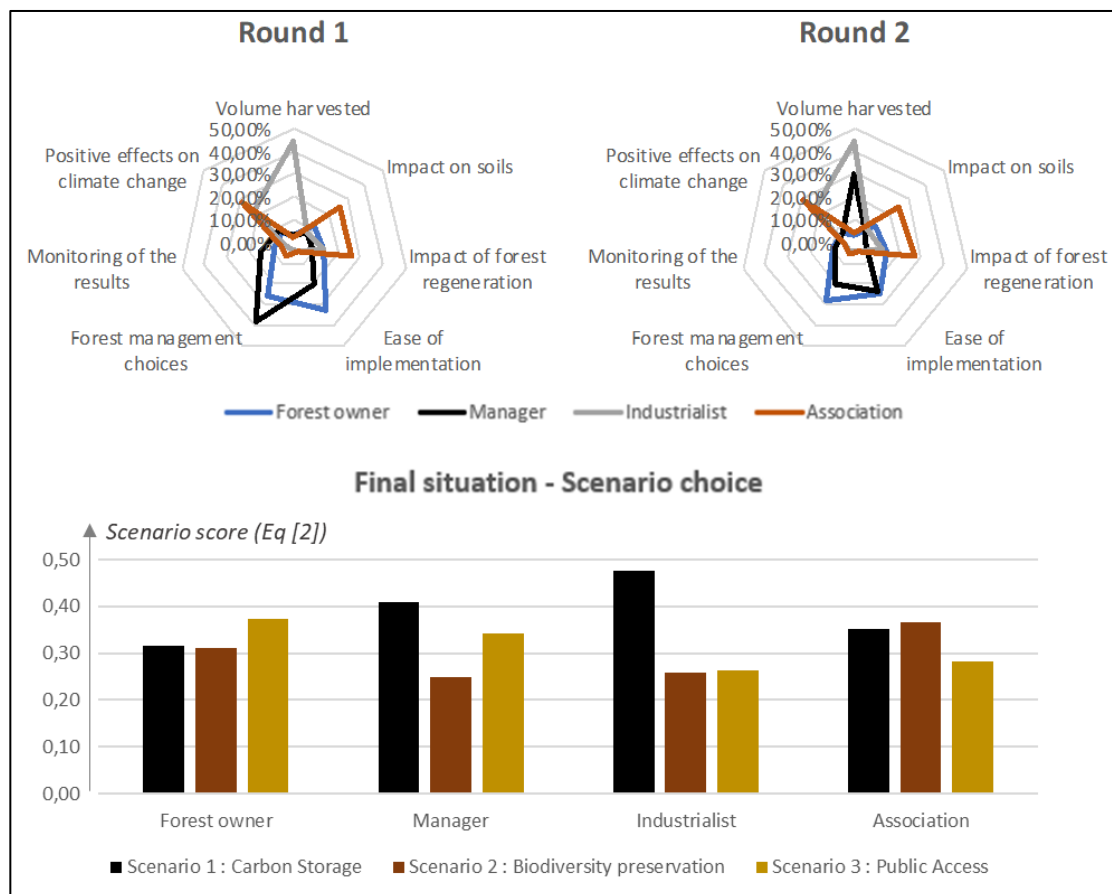 Round 1
Volume harvested
50,00%
40,00%
30,00%
20,00%
10,00%
0,00%
Positive effects on
climate change
Impact on soils
Monitoring of the
results
Impact of forest
regeneration
Forest management
choices
Ease of
implementation
Round 2
Volume harvested
50,00%
40,00%
30,00%
20,00%
10,00%
0,00%
Positive effects on
climate change
Impact on soils
Monitoring of the
results
Impact of forest
regeneration
Forest management
choices
Ease of
implementation
Forest owner Manager Industrialist Association
Final situation - Scenario choice
Scenario score (Eq [2])
0,50
0,40
0,30
0,20
0,10
0,00
Forest owner Manager Industrialist Association
Scenario 1 : Carbon Storage Scenario 2 : Biodiversity preservation Scenario 3 : Public Access